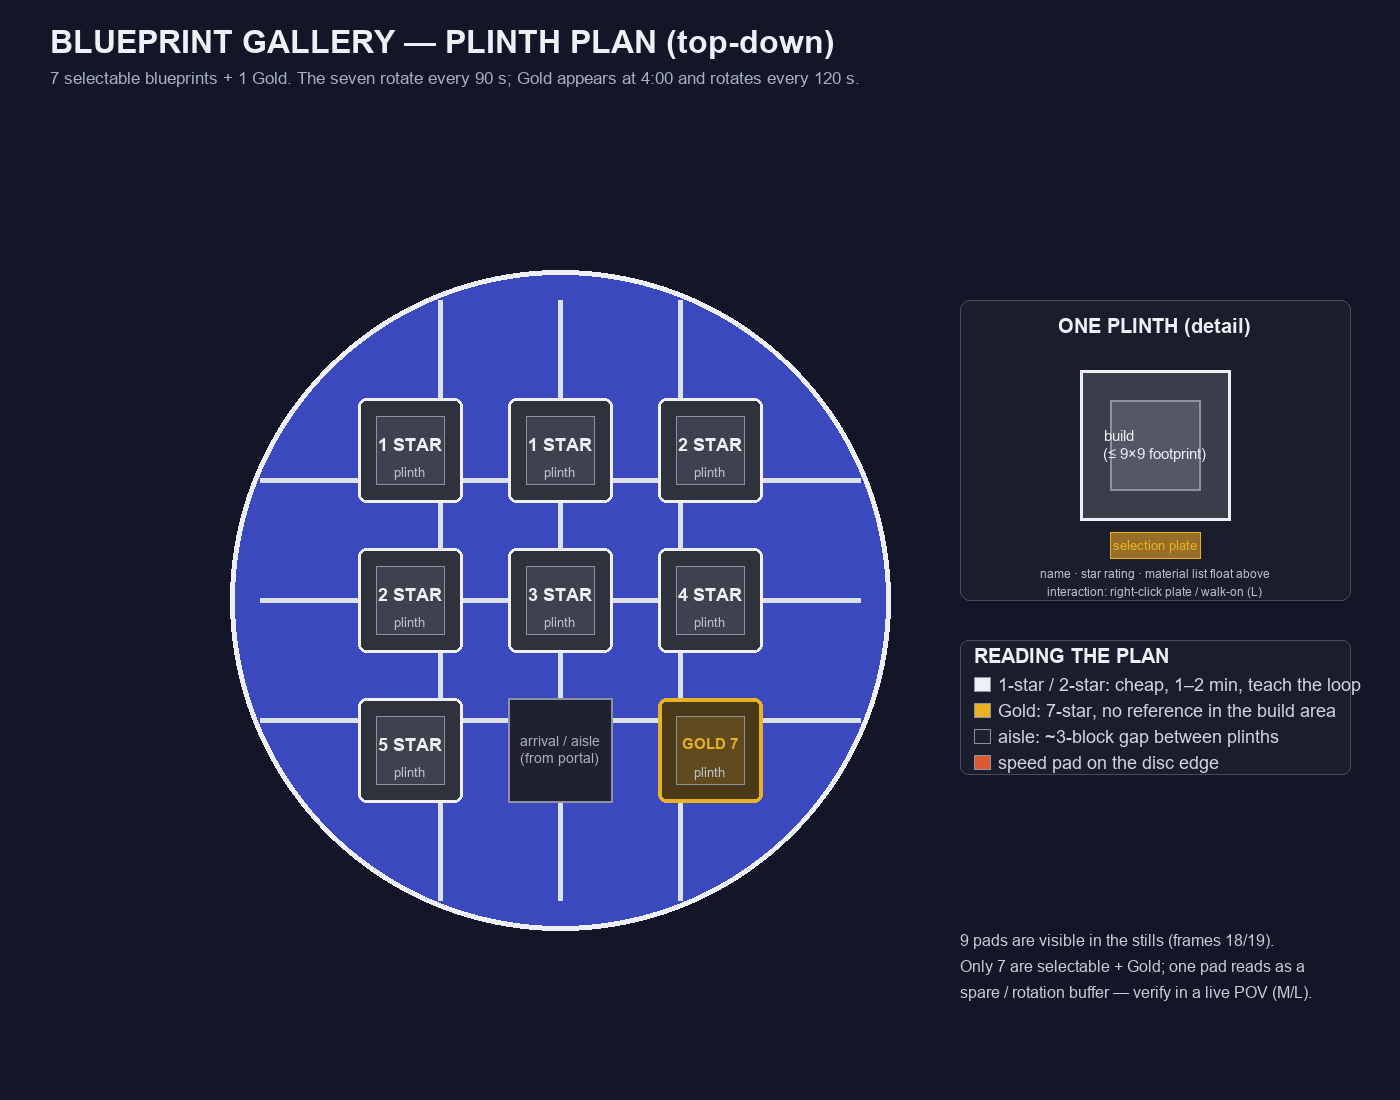 BLUEPRINT GALLERY — PLINTH PLAN (top-down)
7 selectable blueprints + 1 Gold. The seven rotate every 90 s; Gold appears at 4:00 and rotates every 120 s.
1 STAR
plinth
1 STAR
plinth
2 STAR
plinth
2 STAR
plinth
3 STAR
plinth
4 STAR
plinth
5 STAR
plinth
arrival / aisle
(from portal)
GOLD 7
plinth
ONE PLINTH (detail)
build
(≤ 9×9 footprint)
selection plate
name · star rating · material list float above
interaction: right-click plate / walk-on (L)
READING THE PLAN
1-star / 2-star: cheap, 1–2 min, teach the loop
Gold: 7-star, no reference in the build area
aisle: ~3-block gap between plinths
speed pad on the disc edge
9 pads are visible in the stills (frames 18/19).
Only 7 are selectable + Gold; one pad reads as a
spare / rotation buffer — verify in a live POV (M/L).